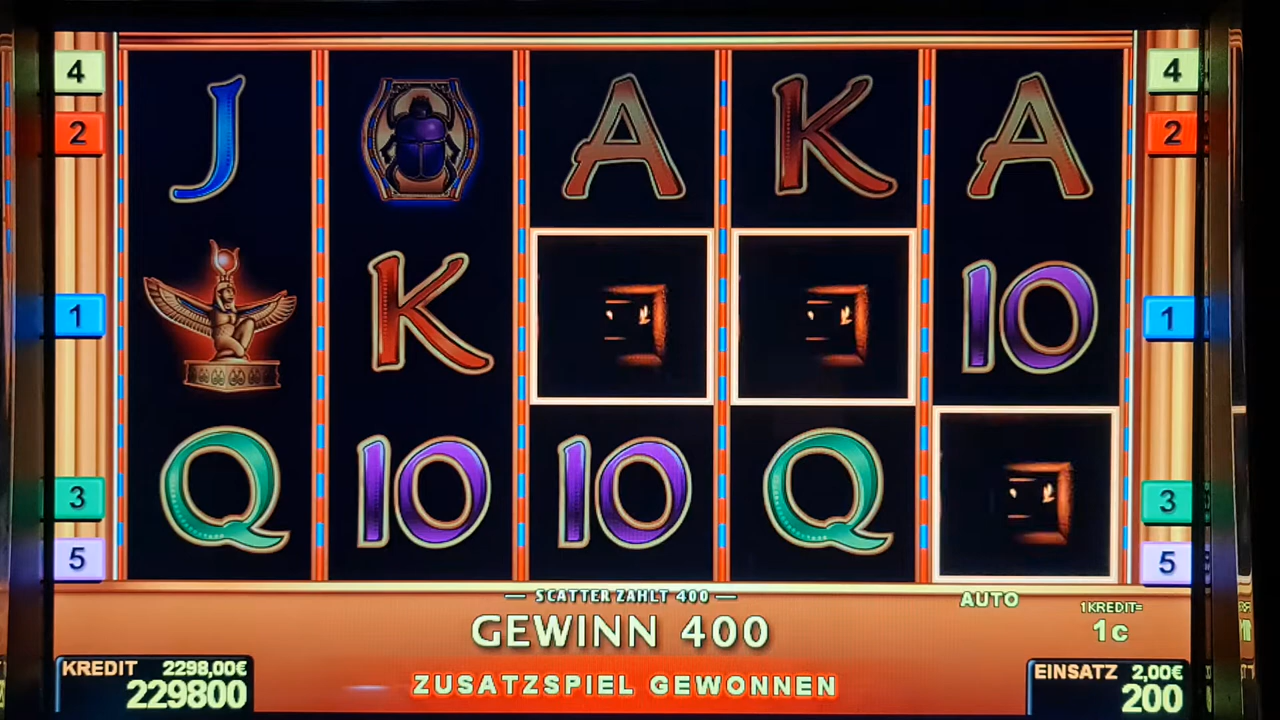 4 J A K A 4
2 2
1 K 10 1
3 Q 10 10 Q 3
5 5
SCATTER ZAHLT 400
GEWINN 400
AUTO
1KREDIT=
1c
KREDIT 2298,00€
229800
ZUSATZSPIEL GEWONNEN
EINSATZ 2,00€
200